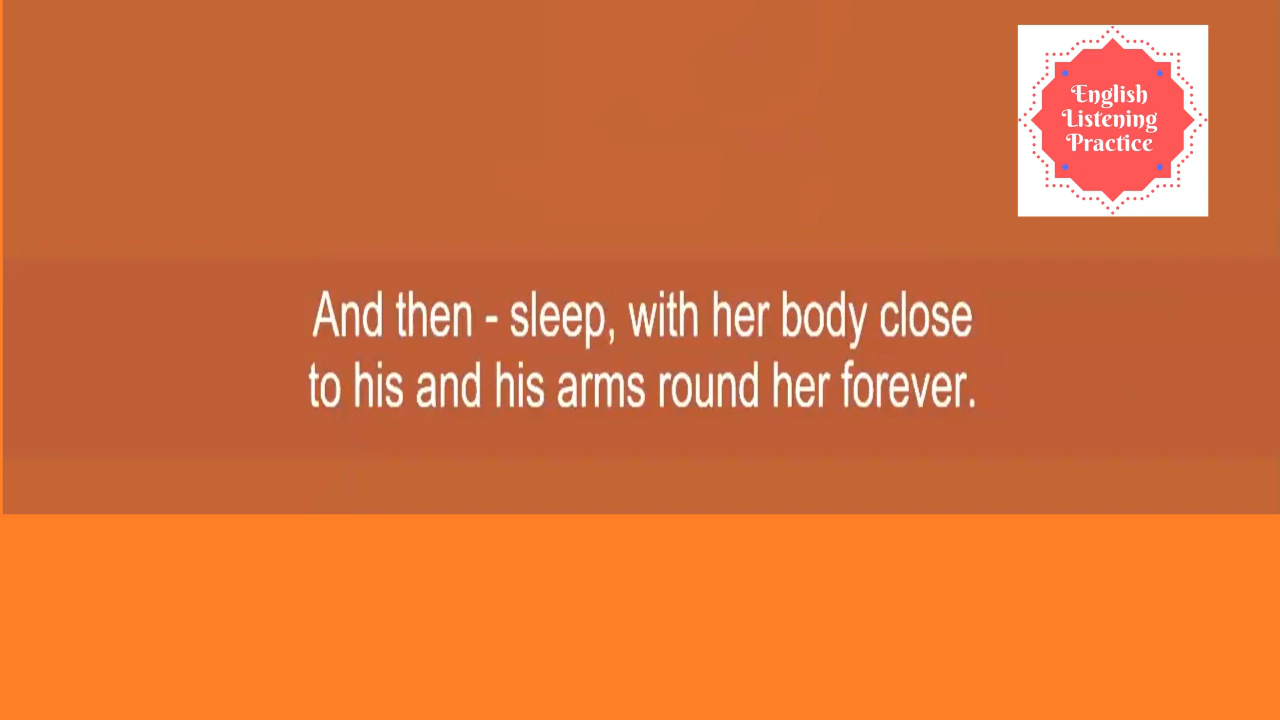 English
Listening
Practice
And then - sleep, with her body close
to his and his arms round her forever.